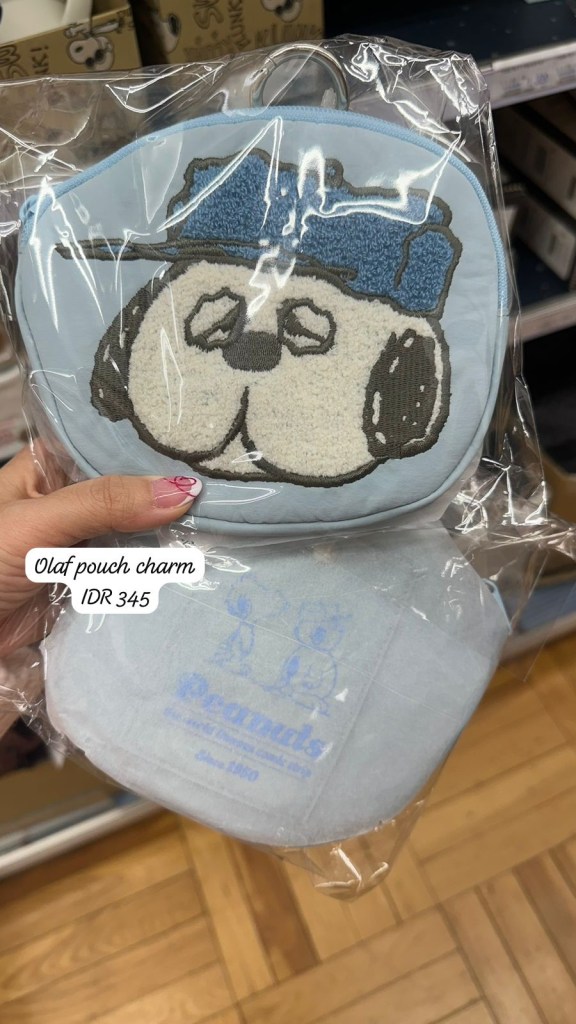 Olaf pouch charm
IDR 345
Peanuts
Since 1950